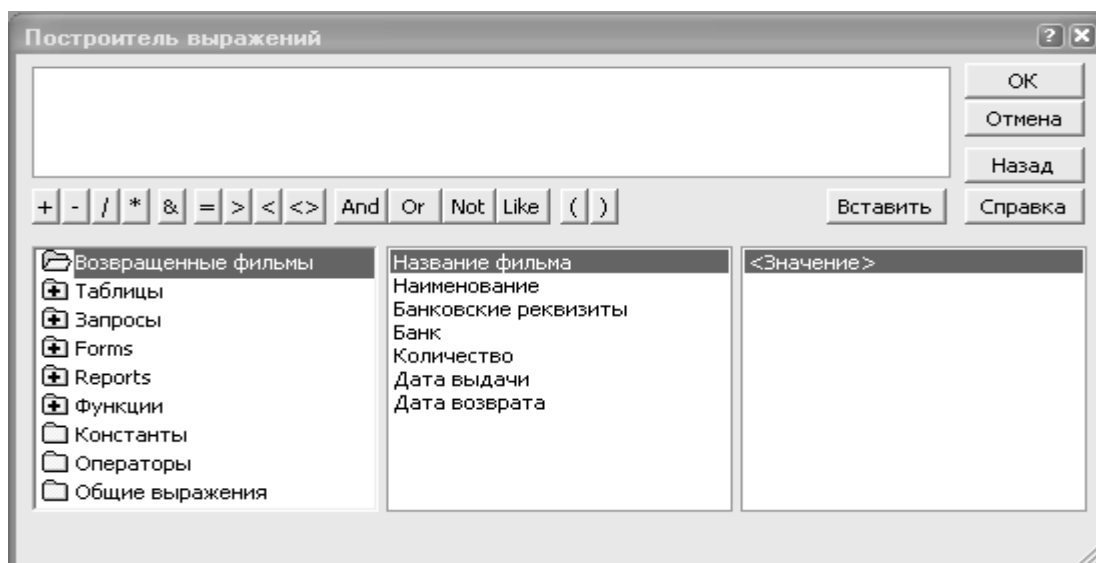 Построитель выражений
OK
Отмена
Назад
+ - / * & = > < <> And Or Not Like ( ) Вставить Справка
Возвращенные фильмы
Таблицы
Запросы
Forms
Reports
Функции
Константы
Операторы
Общие выражения
Название фильма
Наименование
Банковские реквизиты
Банк
Количество
Дата выдачи
Дата возврата
<Значение>